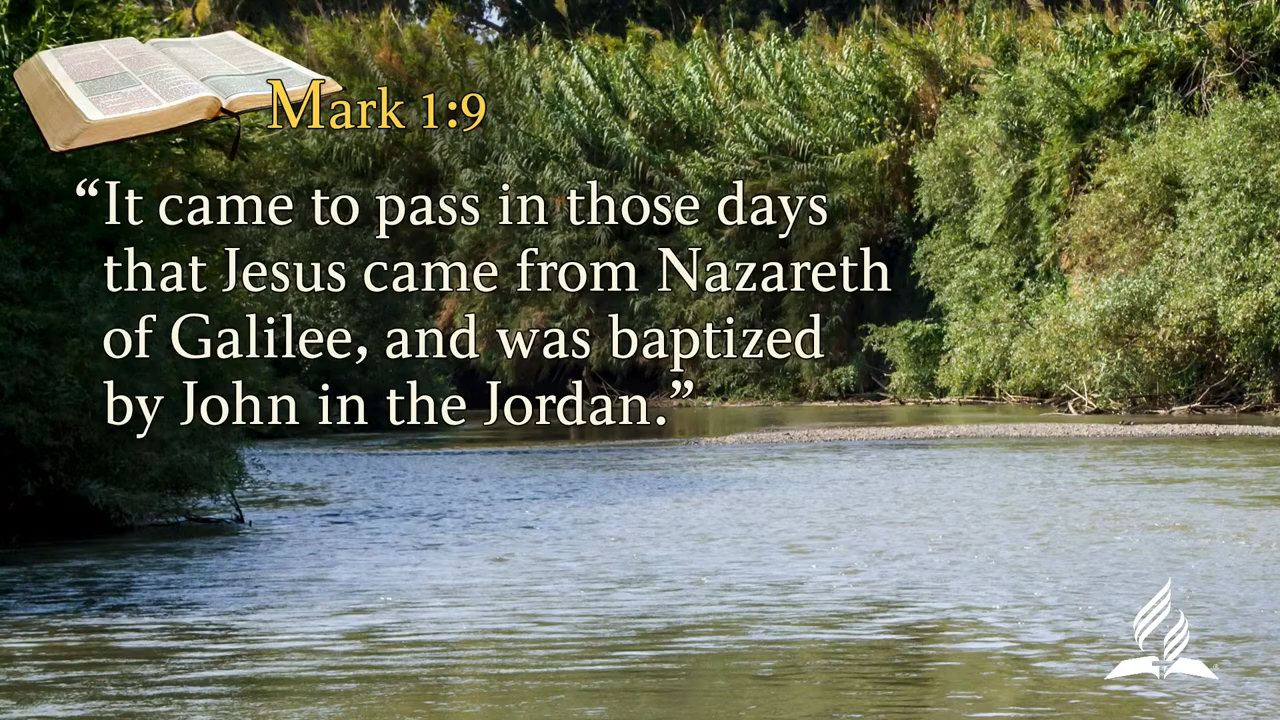 Mark 1:9
“It came to pass in those days
that Jesus came from Nazareth
of Galilee, and was baptized
by John in the Jordan.”